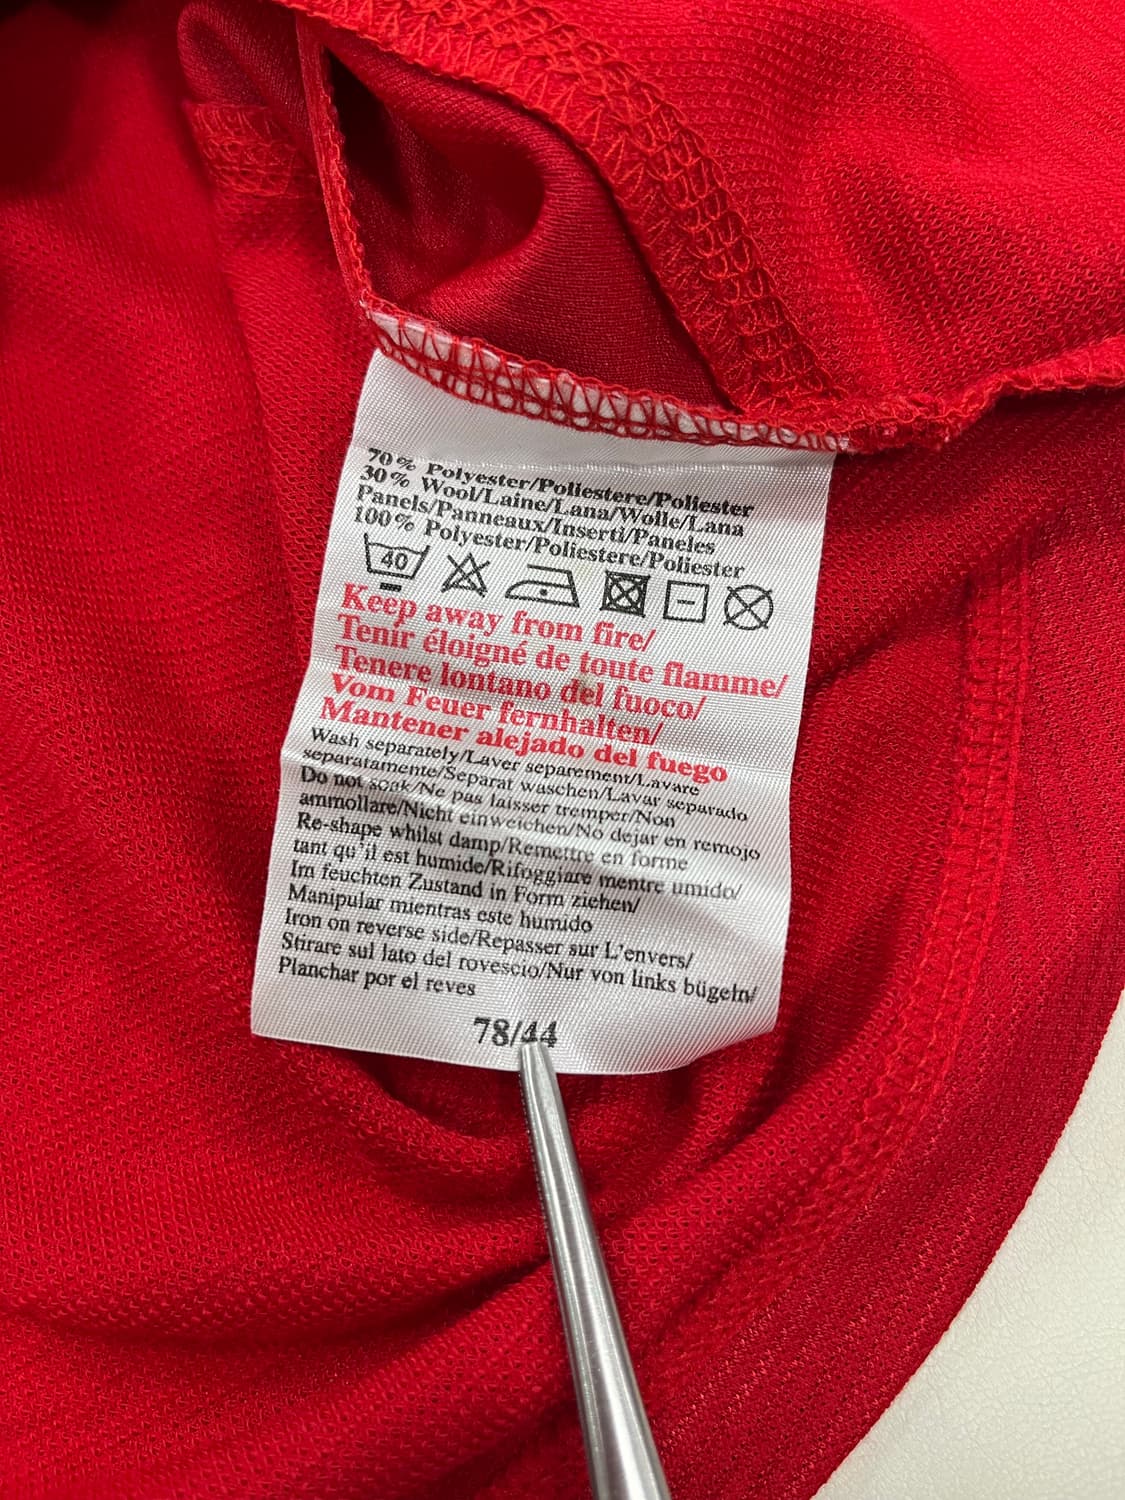 70% Polyester/Poliestere/Poliester
30% Wool/Laine/Lana/Wolle/Lana
Panels/Panneaux/Inserti/Paneles
100% Polyester/Poliestere/Poliester
40
Keep away from fire/
Tenir éloigné de toute flamme/
Tenere lontano del fuoco/
Vom Feuer fernhalten/
Mantener alejado del fuego
Wash separately/Laver separement/Lavare
separatamente/Separat waschen/Lavar separado
Do not soak/Ne pas laisser tremper/Non
ammollare/Nicht einweichen/No dejar en remojo
Re-shape whilst damp/Remettre en forme
tant qu'il est humide/Rifoggiare mentre umido/
Im feuchten Zustand in Form ziehen/
Manipular mientras este humido
Iron on reverse side/Repasser sur L'envers/
Stirare sul lato del rovescio/Nur von links bügeln/
Planchar por el reves
78/44